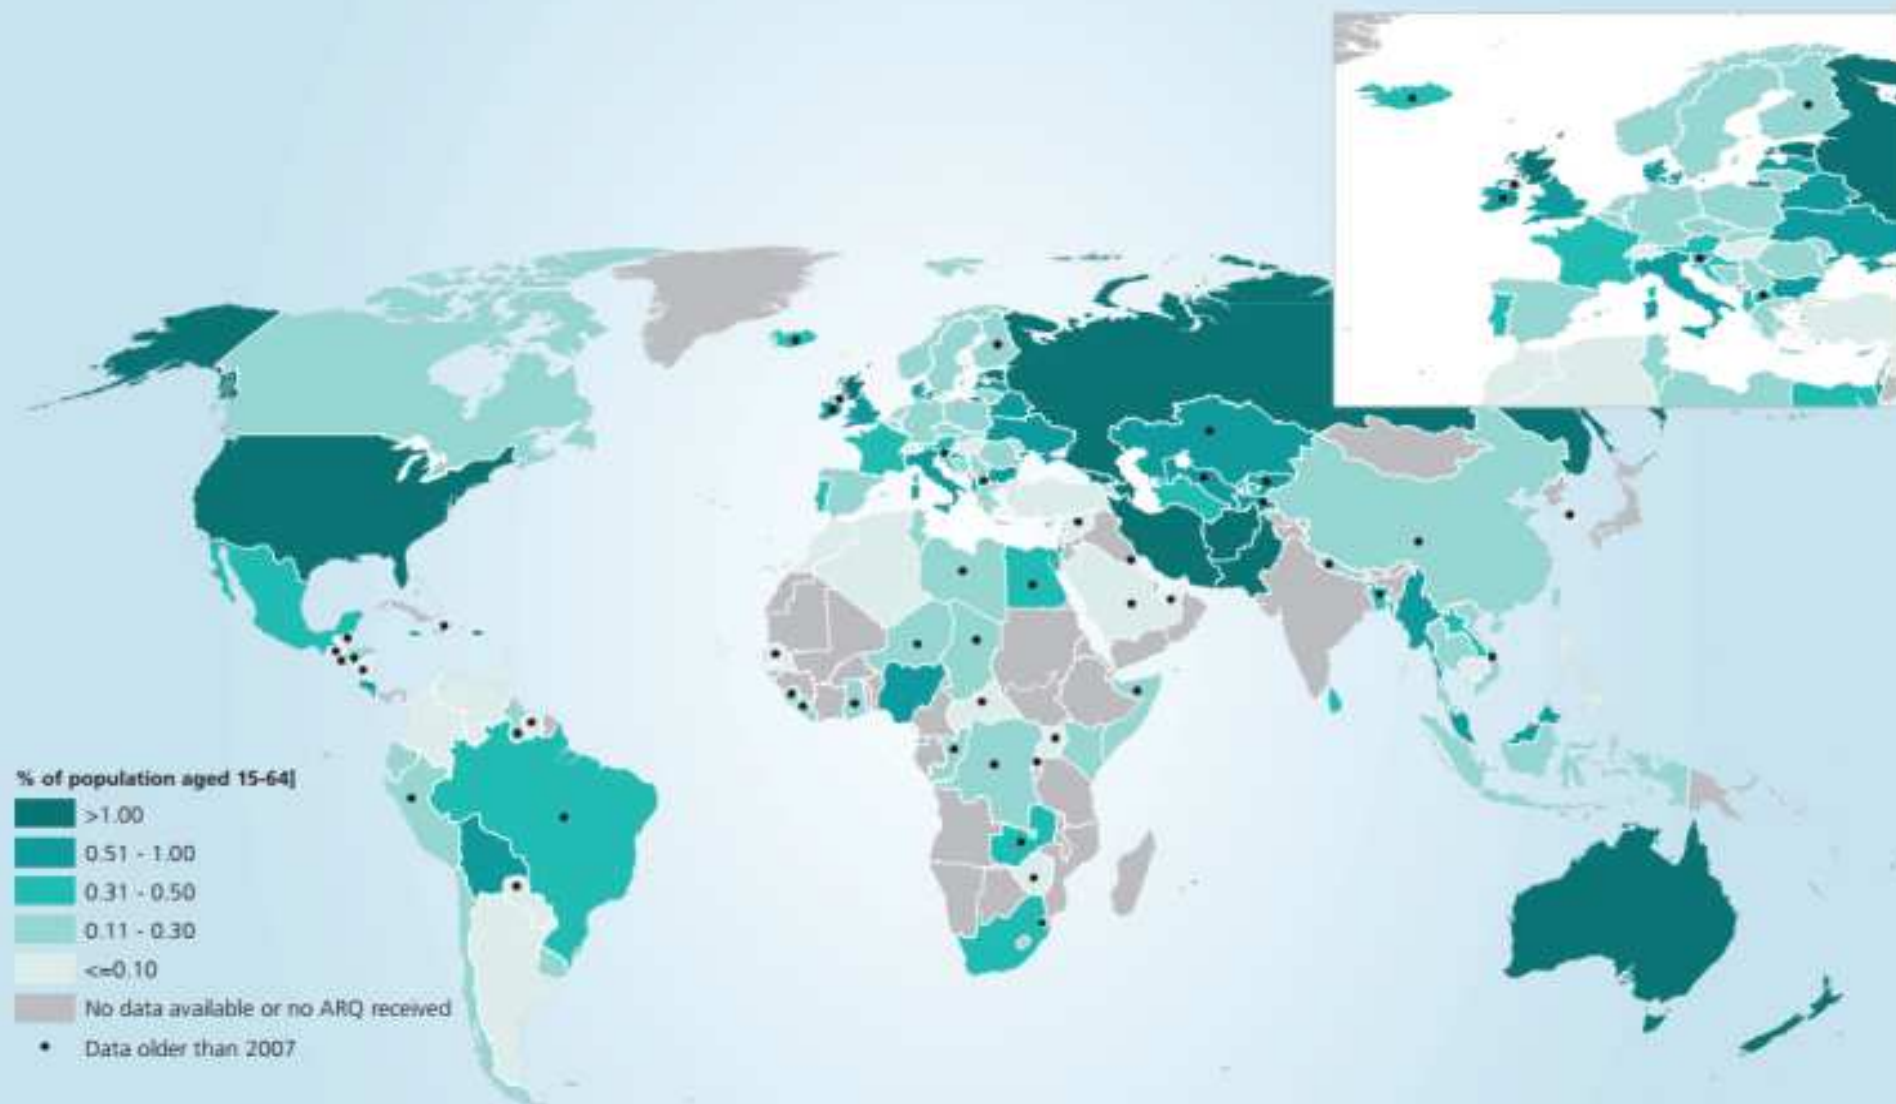 % of population aged 15-64]
>1.00
0.51 - 1.00
0.31 - 0.50
0.11 - 0.30
<=0.10
No data available or no ARQ received
Data older than 2007